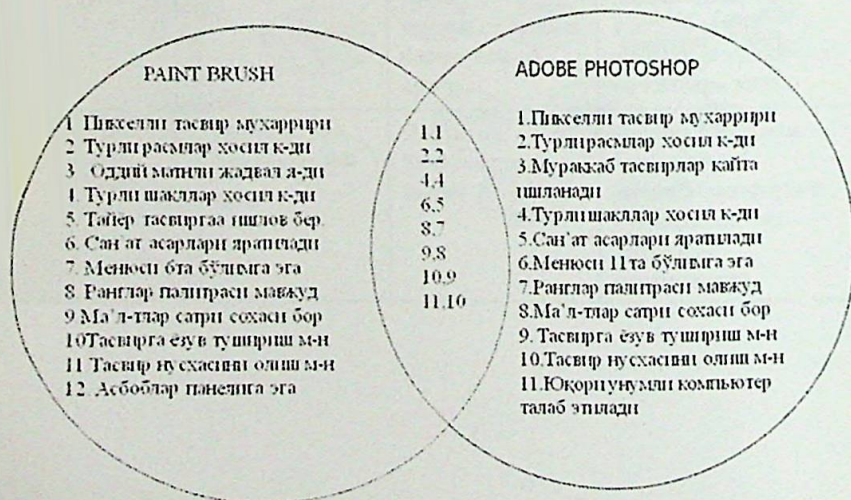 PAINT BRUSH
1 Пикселли тасвир мухаррири
2 Турли расмлар хосил к-ди
3 Оддий матнли жадвал я-ди
4. Турли шакллар хосил к-ди
5. Тайёр тасвиргаа ишлов бер.
6. Сан'ат асарлари яратилади
7. Менюси 6та бўлимга эга
8 Ранглар палитраси мавжуд
9 Ма'л-тлар сатри сохаси бор
10Тасвирга ёзув тушириш м-н
11 Тасвир нусхасини олиш м-н
12. Асбоблар панелига эга
1,1
2,2
4,4
6,5
8,7
9,8
10,9
11,10
ADOBE PHOTOSHOP
1.Пикселли тасвир мухаррири
2.Турли расмлар хосил к-ди
3.Мураккаб тасвирлар кайта
ишланади
4.Турли шакллар хосил к-ди
5.Сан'ат асарлари яратилади
6.Менюси 11та бўлимга эга
7.Ранглар палитраси мавжуд
8.Ма'л-тлар сатри сохаси бор
9. Тасвирга ёзув тушириш м-н
10.Тасвир нусхасини олиш м-н
11.Юқори унумли компьютер
талаб этилади